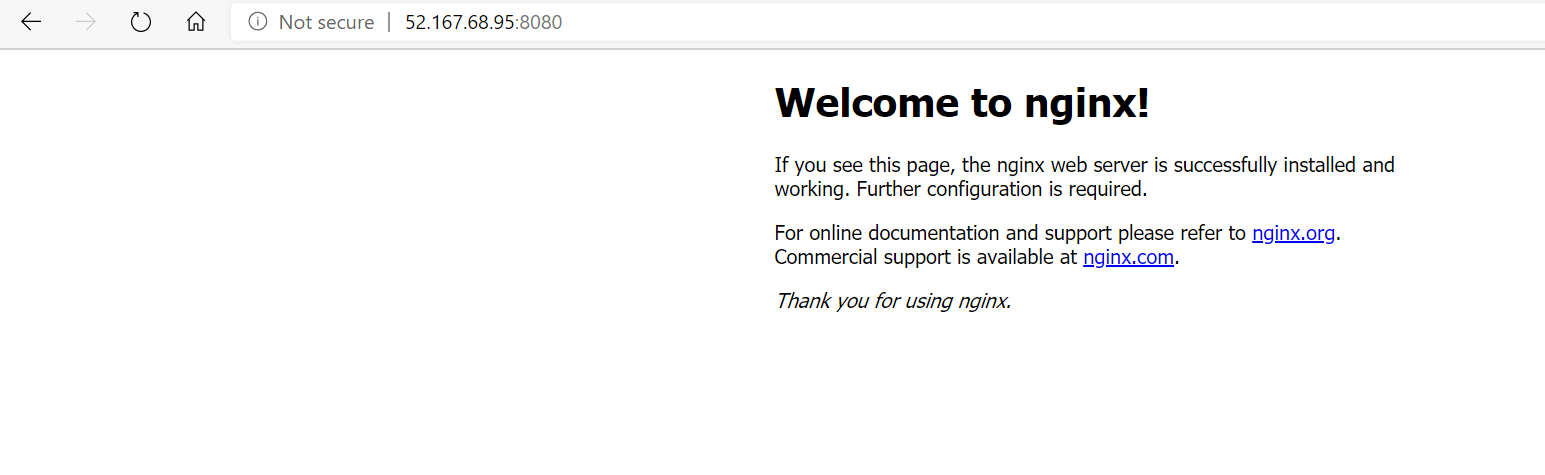 Not secure | 52.167.68.95:8080
Welcome to nginx!
If you see this page, the nginx web server is successfully installed and
working. Further configuration is required.
For online documentation and support please refer to nginx.org.
Commercial support is available at nginx.com.
Thank you for using nginx.